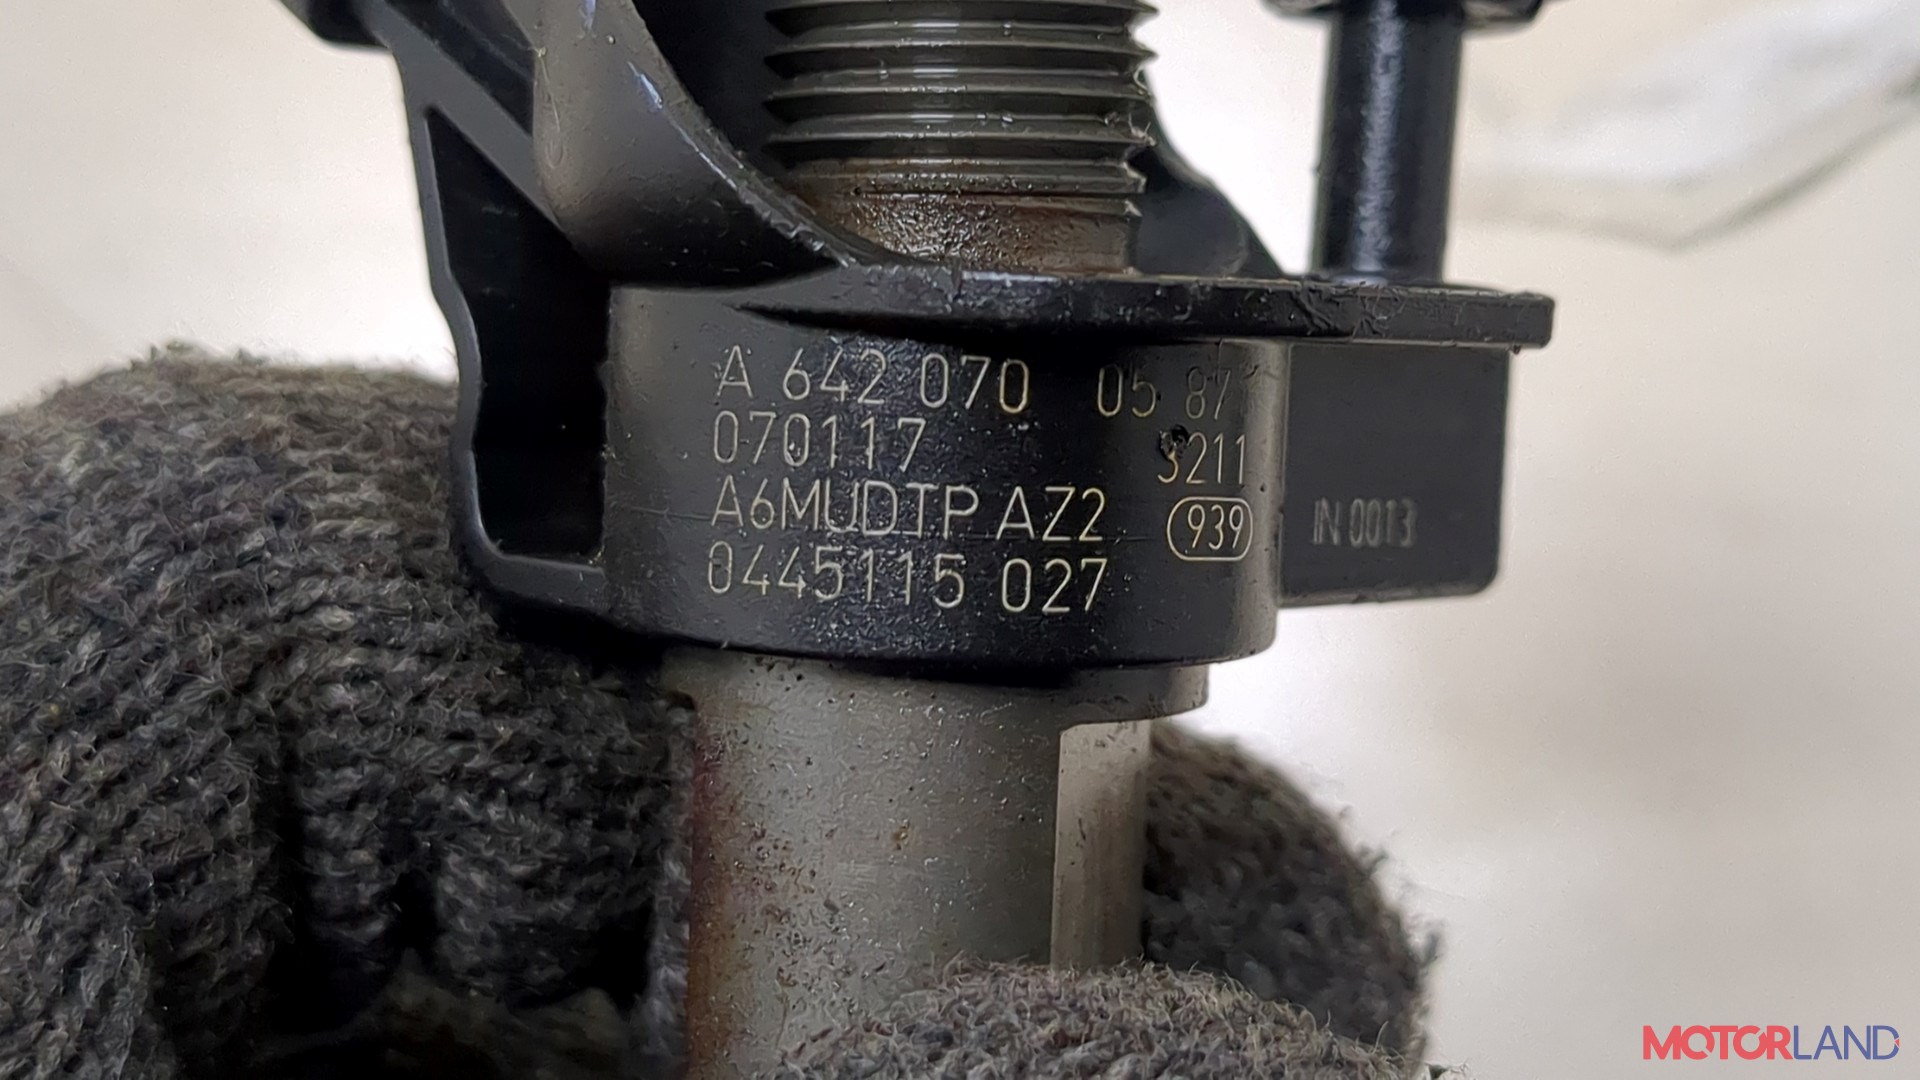 A 642 070 05 87
070117 3211
A6MUDTP AZ2 939
0445115 027
IN 0013
MOTORLAND